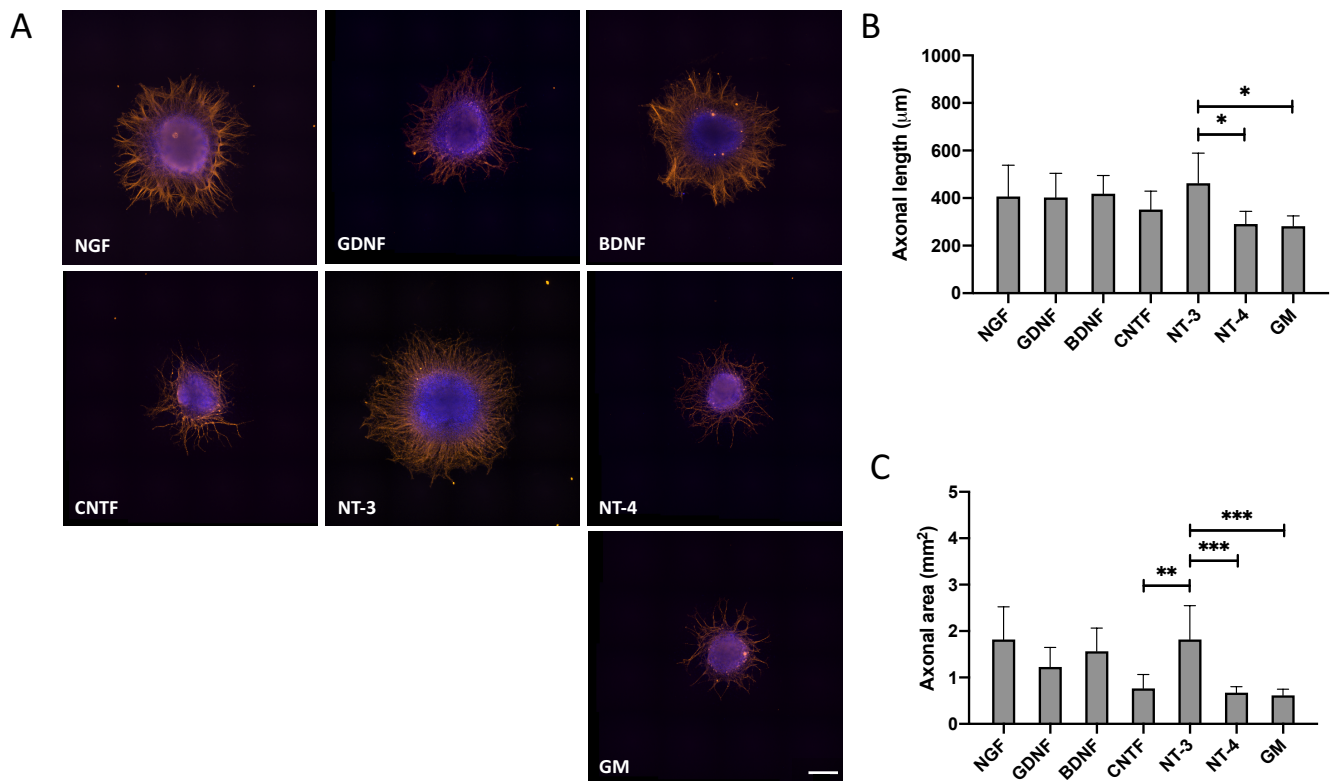 A
NGF
GDNF
BDNF
CNTF
NT-3
NT-4
GM
B
Axonal length (μm)
1000
800
600
400
200
0
*
*
NGF
GDNF
BDNF
CNTF
NT-3
NT-4
GM
C
Axonal area (mm²)
5
4
3
2
1
0
***
***
**
NGF
GDNF
BDNF
CNTF
NT-3
NT-4
GM